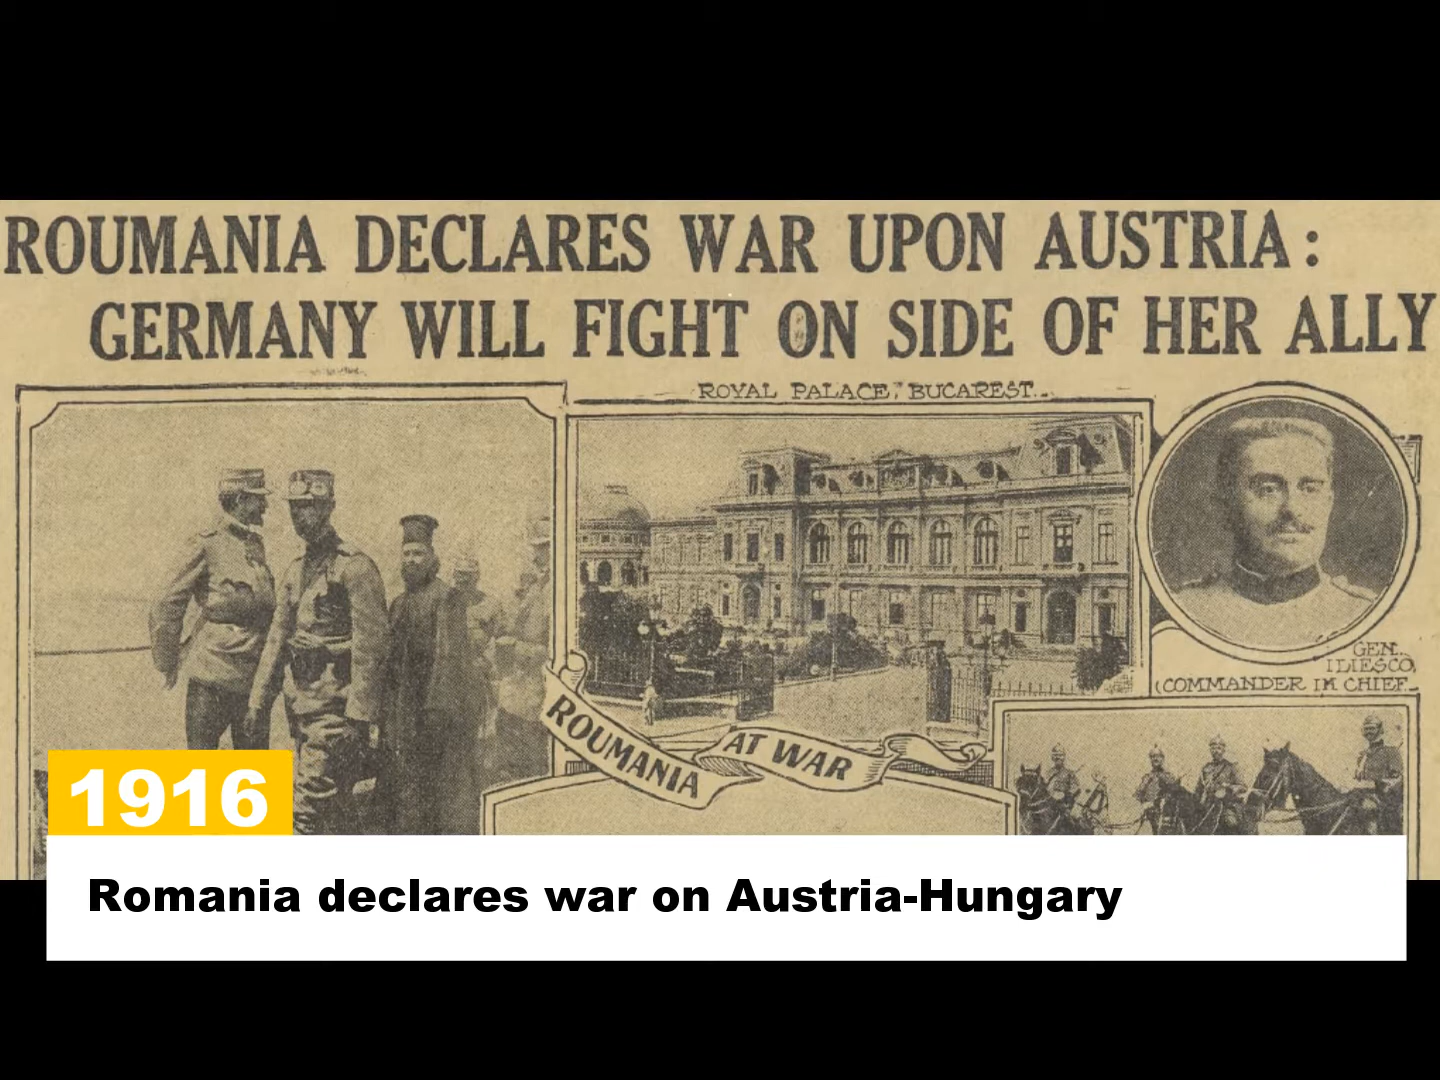 ROUMANIA DECLARES WAR UPON AUSTRIA:
GERMANY WILL FIGHT ON SIDE OF HER ALLY
ROYAL PALACE, BUCAREST.
GEN. ILIESCO,
(COMMANDER IN CHIEF
ROUMANIA AT WAR
1916
Romania declares war on Austria-Hungary